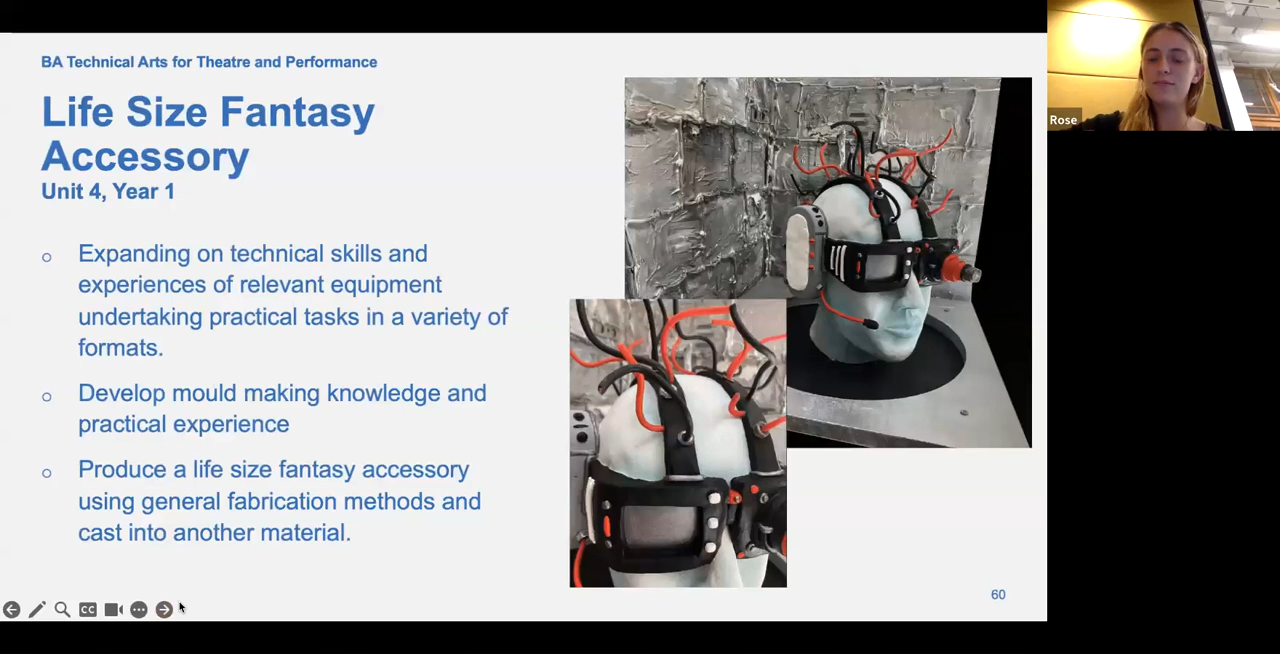 BA Technical Arts for Theatre and Performance
Life Size Fantasy
Accessory
Unit 4, Year 1
Expanding on technical skills and
experiences of relevant equipment
undertaking practical tasks in a variety of
formats.
Develop mould making knowledge and
practical experience
Produce a life size fantasy accessory
using general fabrication methods and
cast into another material.
60
CC
Rose